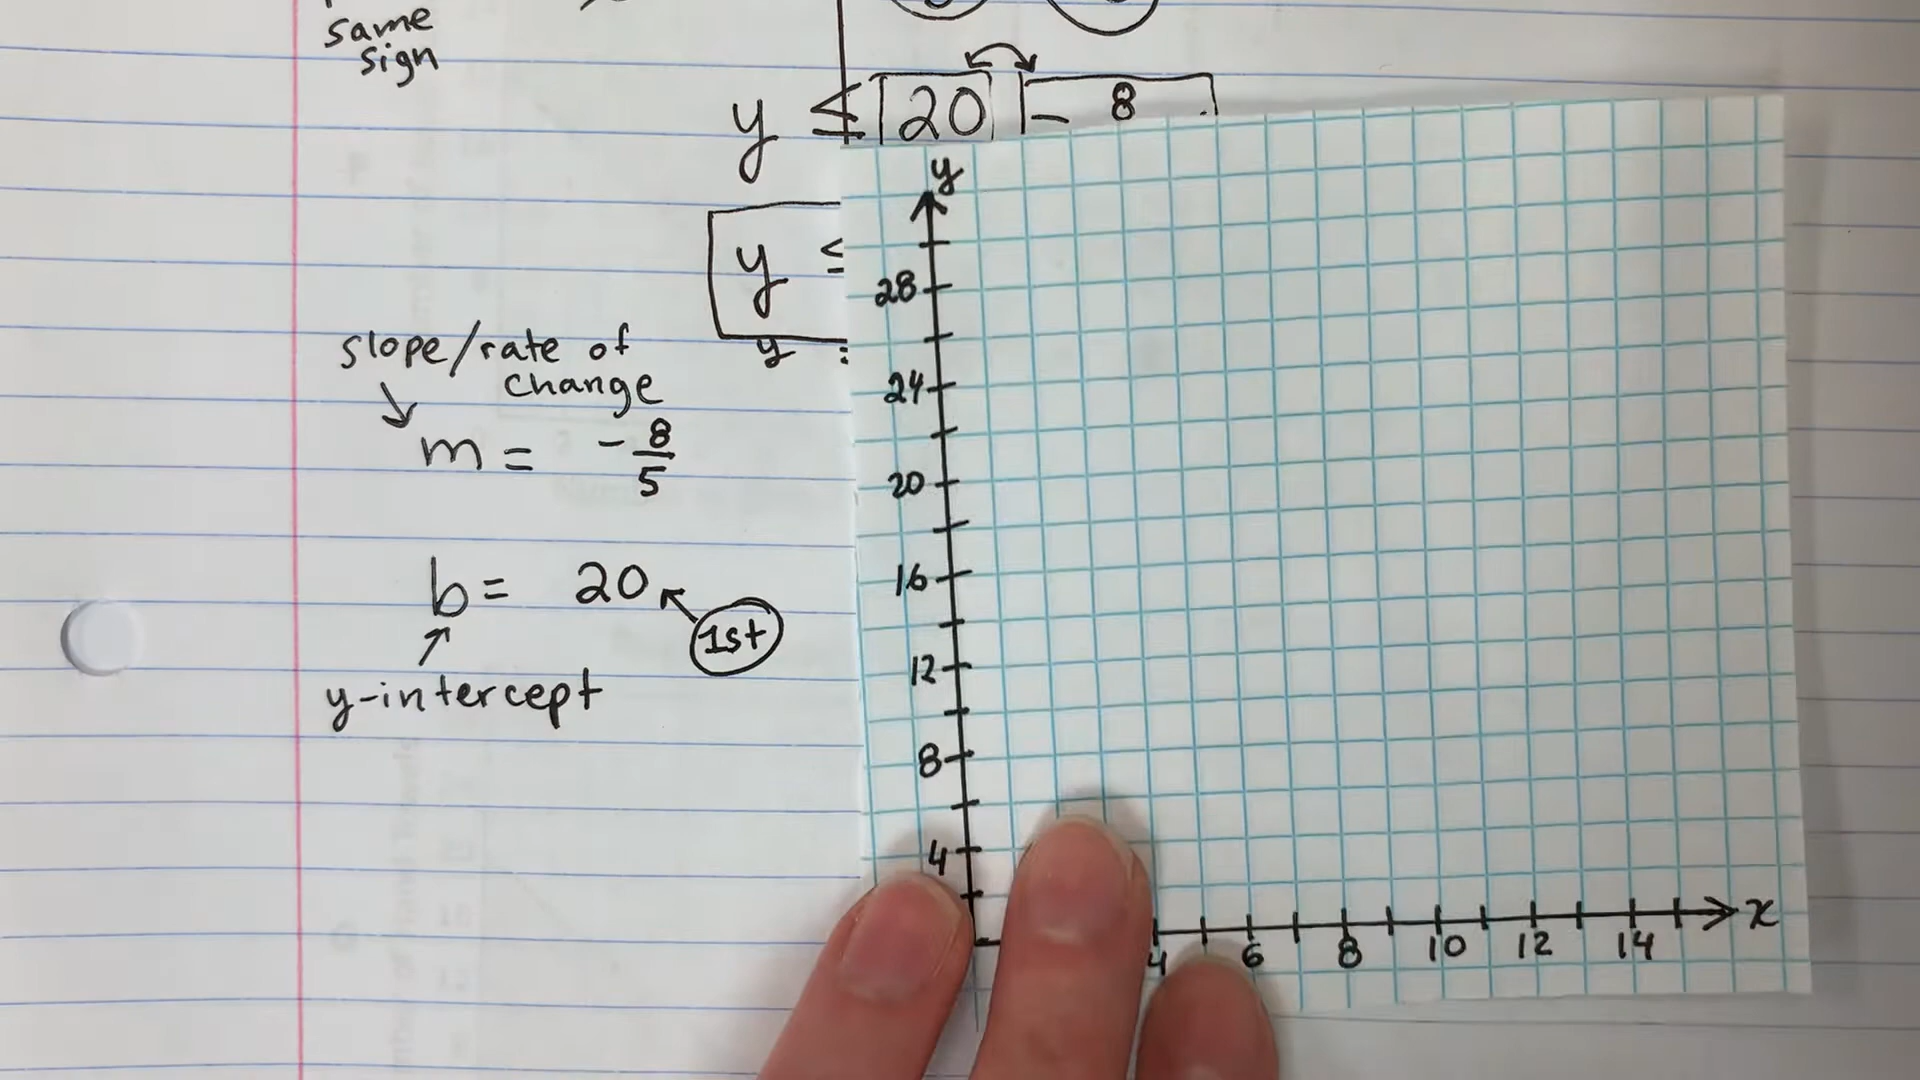 same
sign
y ≤ 20 - 8
y ≤
y
slope/rate of
change
m = - 8/5
b = 20
1st
y-intercept
y
28
24
20
16
12
8
4
4 6 8 10 12 14 x